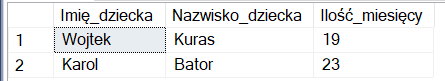 Imię_dziecka Nazwisko_dziecka Ilość_miesięcy
1 Wojtek Kuras 19
2 Karol Bator 23